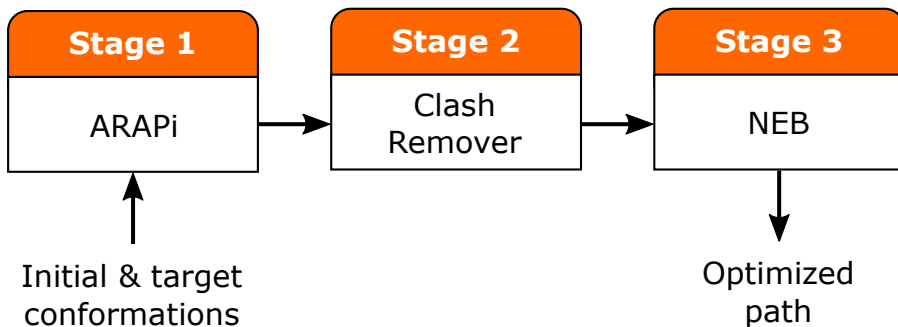 Stage 1
ARAPi
Initial & target
conformations
Stage 2
Clash
Remover
Stage 3
NEB
Optimized
path